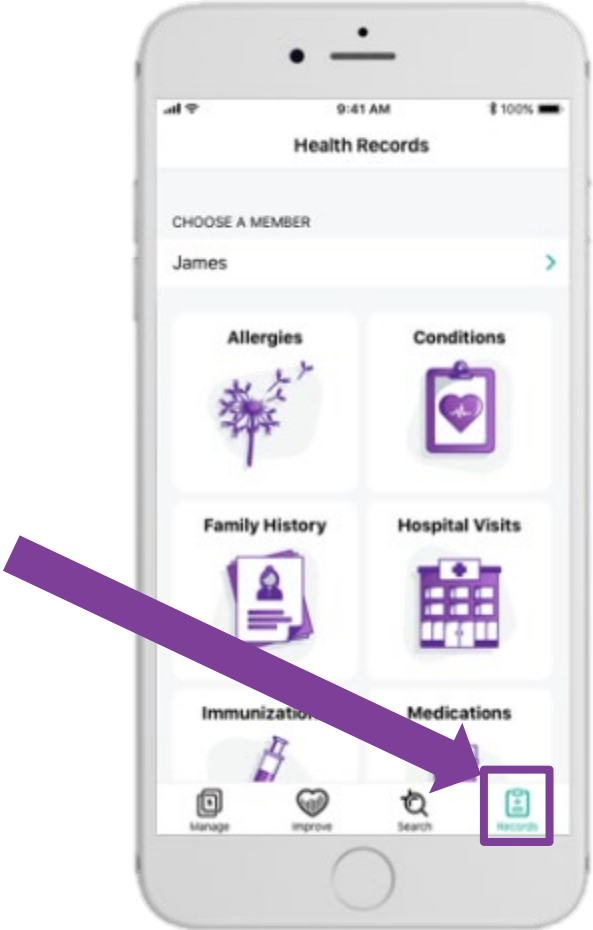 9:41 AM 100%
Health Records
CHOOSE A MEMBER
James
Allergies Conditions
Family History Hospital Visits
Medications
Manage Improve Search Records